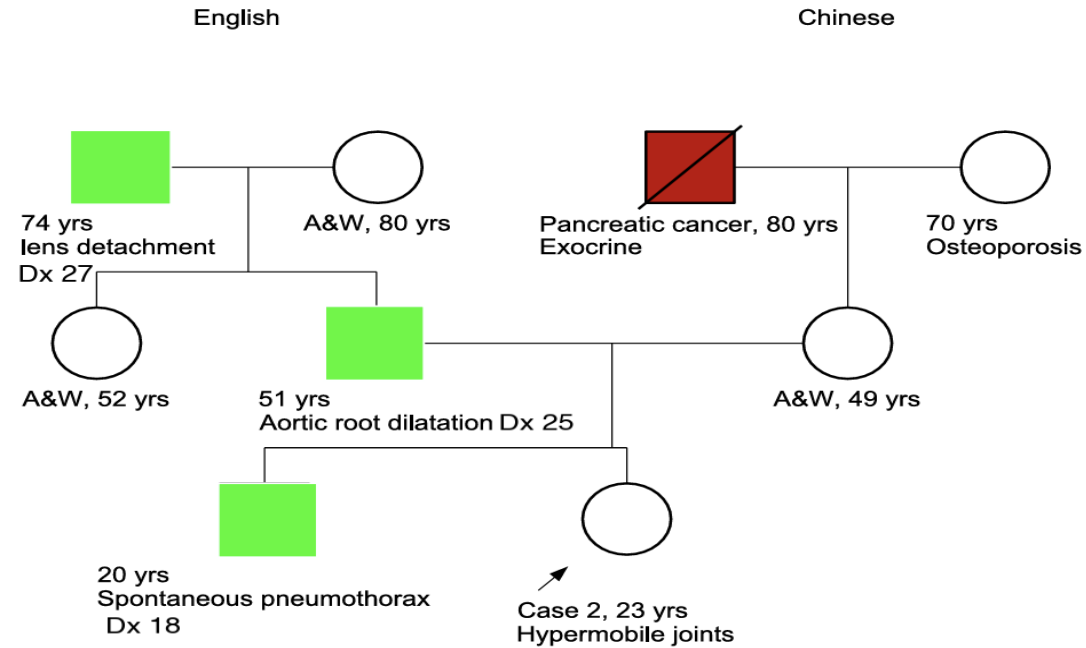 English
Chinese
74 yrs
lens detachment
Dx 27
A&W, 80 yrs
Pancreatic cancer, 80 yrs
Exocrine
70 yrs
Osteoporosis
A&W, 52 yrs
51 yrs
Aortic root dilatation Dx 25
A&W, 49 yrs
20 yrs
Spontaneous pneumothorax
Dx 18
Case 2, 23 yrs
Hypermobile joints